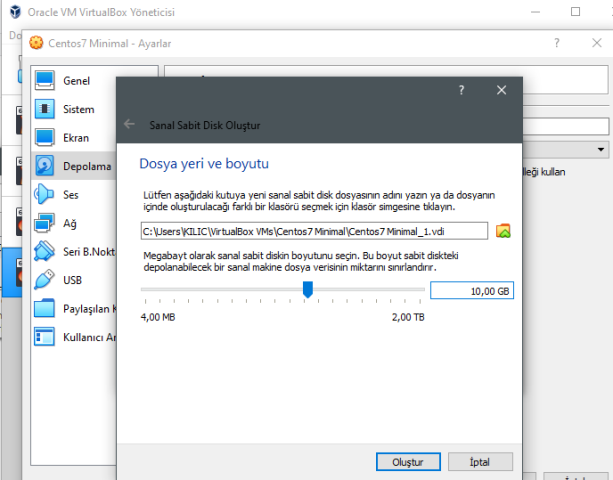 Oracle VM VirtualBox Yöneticisi
Do
Centos7 Minimal - Ayarlar
Genel
Sistem
Ekran
Depolama
Ses
Ağ
Seri B.Nokt
USB
Paylaşılan K
Kullanıcı Ar
Sanal Sabit Disk Oluştur
Dosya yeri ve boyutu
Lütfen aşağıdaki kutuya yeni sanal sabit disk dosyasının adını yazın ya da dosyanın
içinde oluşturulacağı farklı bir klasörü seçmek için klasör simgesine tıklayın.
C:\Users\KILIC\VirtualBox VMs\Centos7 Minimal\Centos7 Minimal_1.vdi
Megabayt olarak sanal sabit diskin boyutunu seçin. Bu boyut sabit diskteki
depolanabilecek bir sanal makine dosya verisinin miktarını sınırlandırır.
10,00 GB
4,00 MB
2,00 TB
Oluştur
İptal
lleği kullan